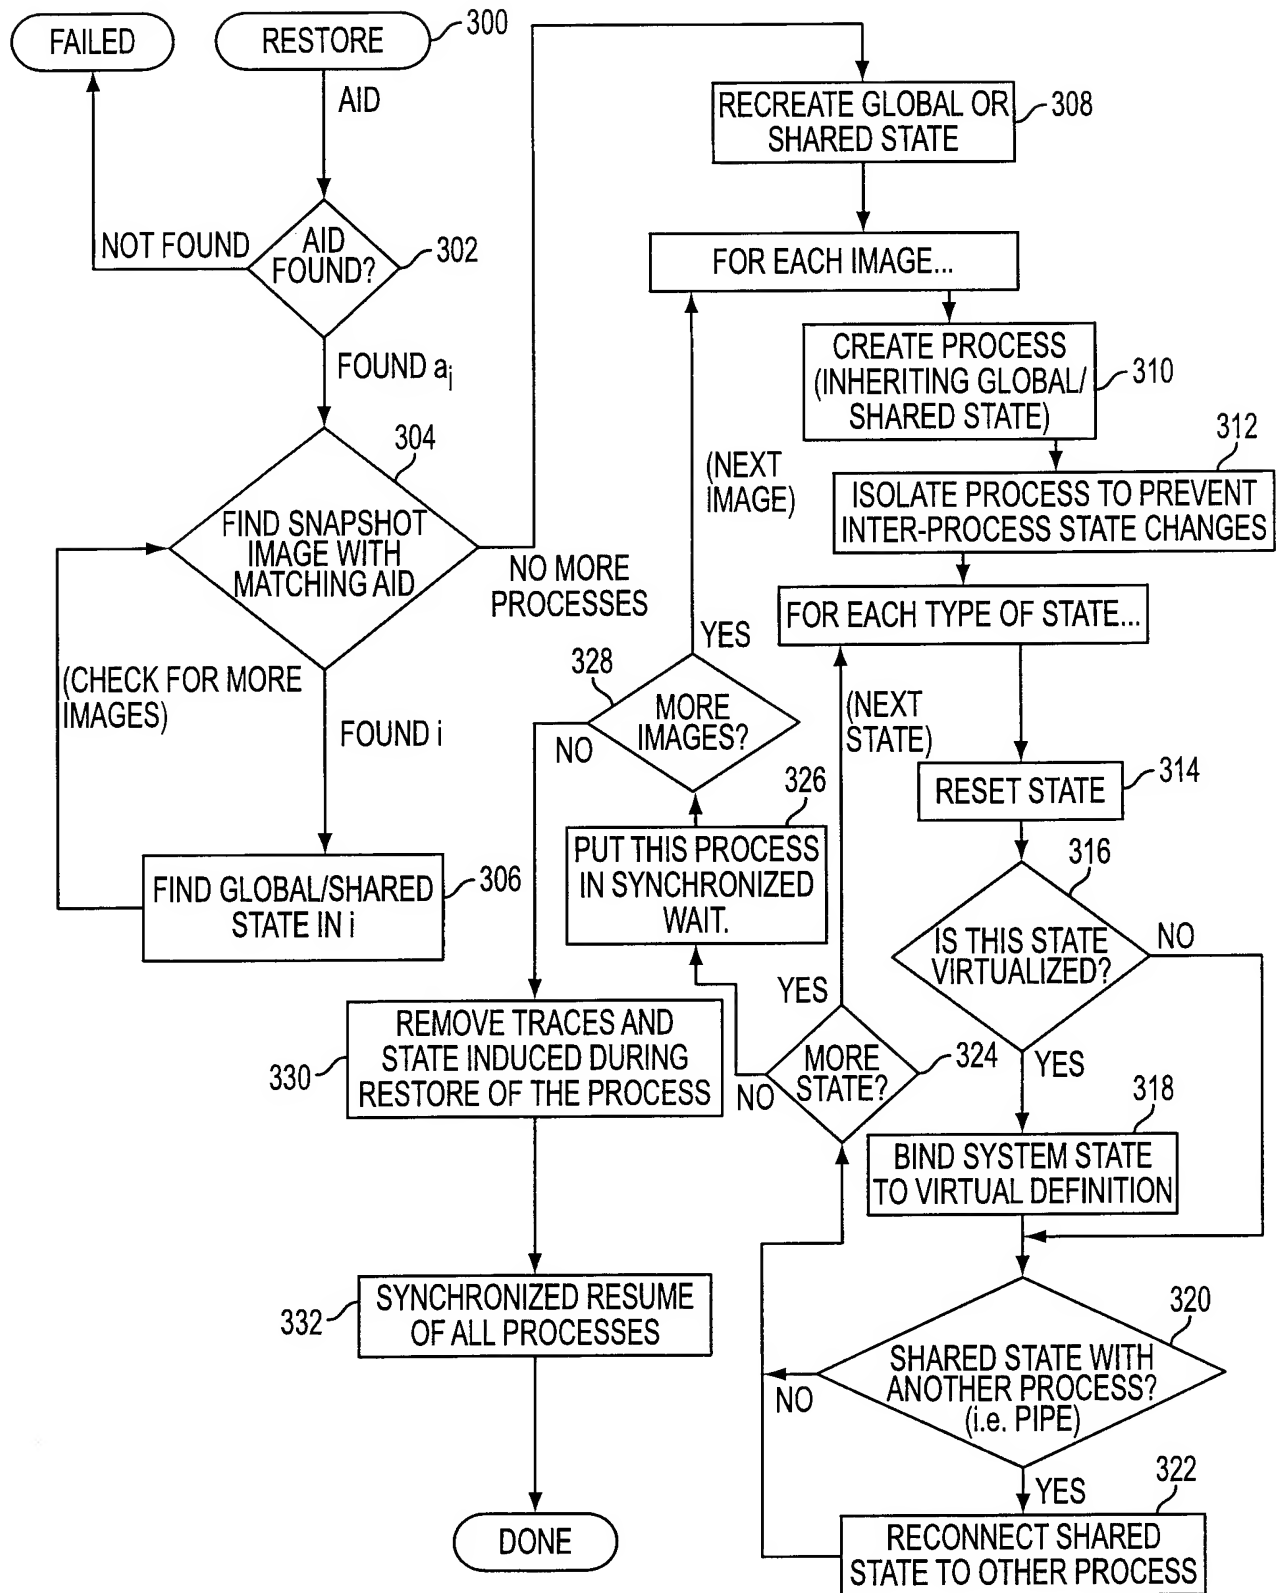 FAILED
RESTORE
300
AID
NOT FOUND
AID
FOUND?
302
FOUND aj
304
FIND SNAPSHOT
IMAGE WITH
MATCHING AID
NO MORE
PROCESSES
(CHECK FOR MORE
IMAGES)
FOUND i
FIND GLOBAL/SHARED
STATE IN i
306
RECREATE GLOBAL OR
SHARED STATE
308
FOR EACH IMAGE...
CREATE PROCESS
(INHERITING GLOBAL/
SHARED STATE)
310
312
ISOLATE PROCESS TO PREVENT
INTER-PROCESS STATE CHANGES
FOR EACH TYPE OF STATE...
(NEXT
IMAGE)
(NEXT
STATE)
RESET STATE
314
316
IS THIS STATE
VIRTUALIZED?
NO
YES
318
BIND SYSTEM STATE
TO VIRTUAL DEFINITION
320
SHARED STATE WITH
ANOTHER PROCESS?
(i.e. PIPE)
NO
YES
322
RECONNECT SHARED
STATE TO OTHER PROCESS
YES
MORE
STATE?
324
NO
326
PUT THIS PROCESS
IN SYNCHRONIZED
WAIT.
YES
328
MORE
IMAGES?
NO
REMOVE TRACES AND
STATE INDUCED DURING
RESTORE OF THE PROCESS
330
SYNCHRONIZED RESUME
OF ALL PROCESSES
332
DONE